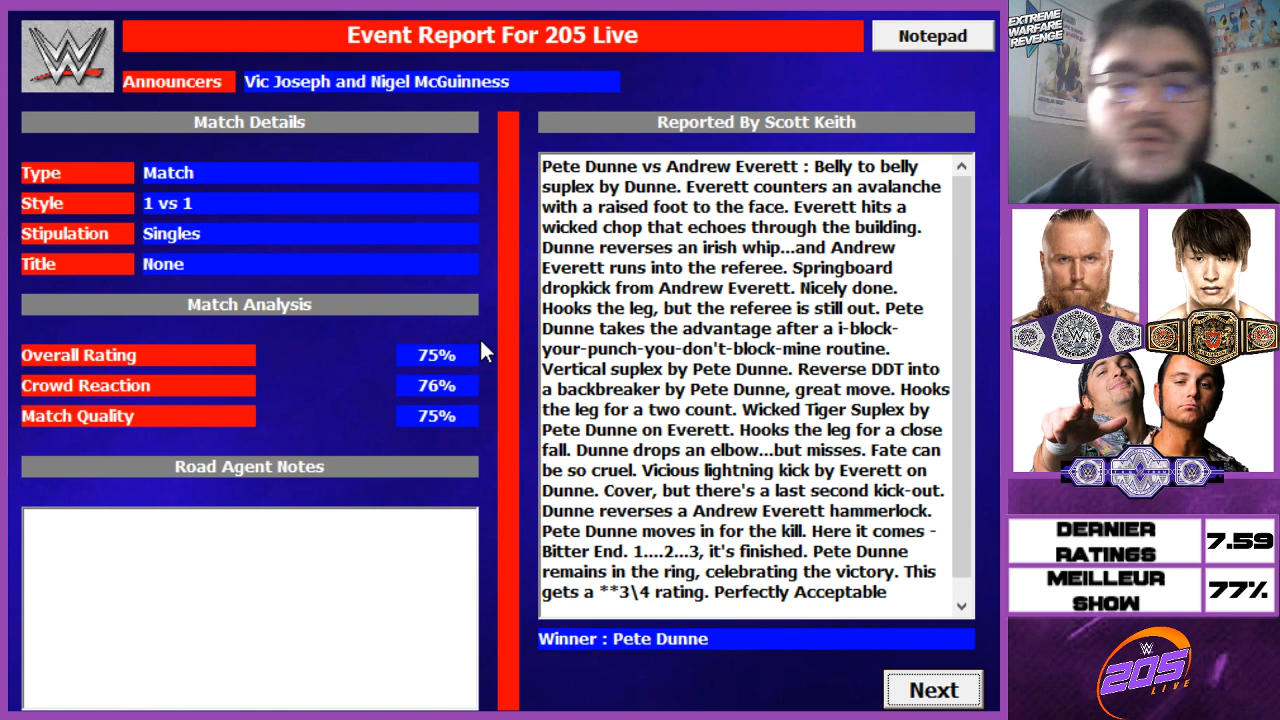 Event Report For 205 Live
Notepad
Announcers
Vic Joseph and Nigel McGuinness
Match Details
Type
Match
Style
1 vs 1
Stipulation
Singles
Title
None
Match Analysis
Overall Rating
75%
Crowd Reaction
76%
Match Quality
75%
Road Agent Notes
Reported By Scott Keith
Pete Dunne vs Andrew Everett : Belly to belly
suplex by Dunne. Everett counters an avalanche
with a raised foot to the face. Everett hits a
wicked chop that echoes through the building.
Dunne reverses an irish whip...and Andrew
Everett runs into the referee. Springboard
dropkick from Andrew Everett. Nicely done.
Hooks the leg, but the referee is still out. Pete
Dunne takes the advantage after a i-block-
your-punch-you-don't-block-mine routine.
Vertical suplex by Pete Dunne. Reverse DDT into
a backbreaker by Pete Dunne, great move. Hooks
the leg for a two count. Wicked Tiger Suplex by
Pete Dunne on Everett. Hooks the leg for a close
fall. Dunne drops an elbow...but misses. Fate can
be so cruel. Vicious lightning kick by Everett on
Dunne. Cover, but there's a last second kick-out.
Dunne reverses a Andrew Everett hammerlock.
Pete Dunne moves in for the kill. Here it comes -
Bitter End. 1....2...3, it's finished. Pete Dunne
remains in the ring, celebrating the victory. This
gets a **3\4 rating. Perfectly Acceptable
Winner : Pete Dunne
Next
EXTREME
WARFARE
REVENGE
DERNIER
RATINGS
7.59
MEILLEUR
SHOW
77%
W
205
LIVE